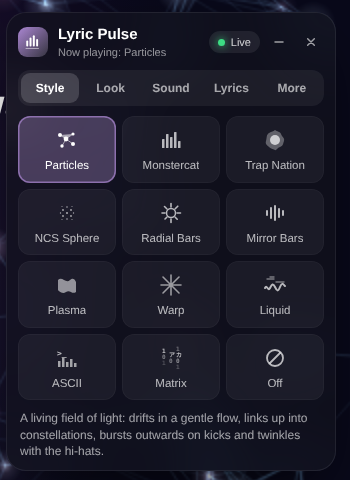 Lyric Pulse
Now playing: Particles
Live
Style
Look
Sound
Lyrics
More
Particles
Monstercat
Trap Nation
NCS Sphere
Radial Bars
Mirror Bars
Plasma
Warp
Liquid
ASCII
Matrix
Off
A living field of light: drifts in a gentle flow, links up into
constellations, bursts outwards on kicks and twinkles
with the hi-hats.